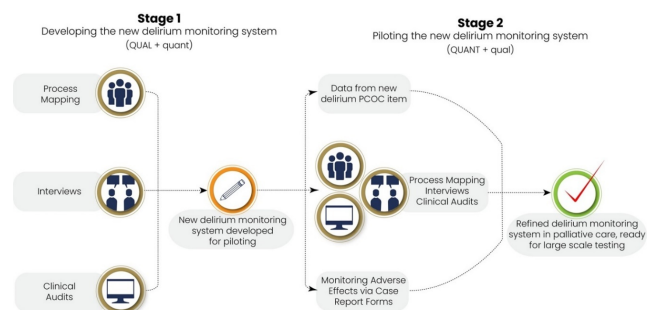 Stage 1
Developing the new delirium monitoring system
(QUAL + quant)
Stage 2
Piloting the new delirium monitoring system
(QUANT + qual)
Process
Mapping
Interviews
Clinical
Audits
New delirium monitoring
system developed
for piloting
Data from new
delirium PCOC item
Process Mapping
Interviews
Clinical Audits
Monitoring Adverse
Effects via Case
Report Forms
Refined delirium monitoring
system in palliative care, ready
for large scale testing